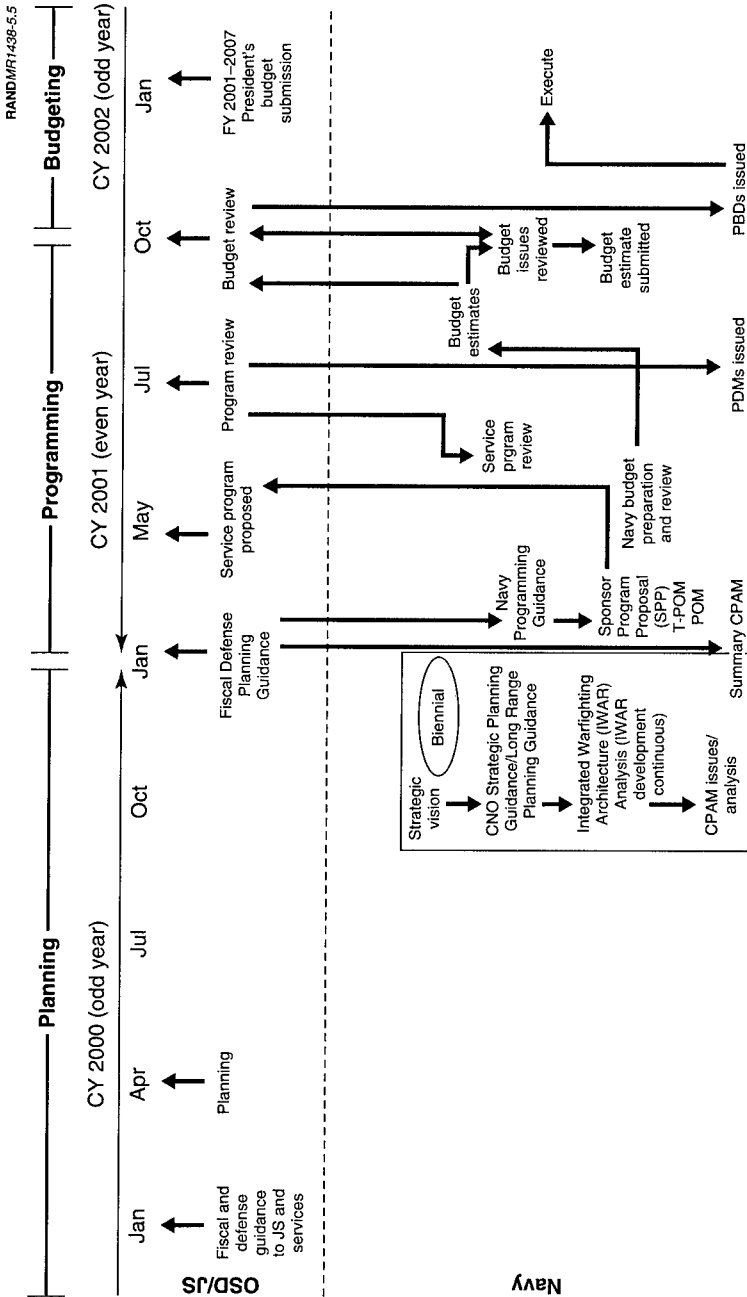 RANDMR1438-5.5
Planning
Programming
Budgeting
CY 2000 (odd year)
CY 2001 (even year)
CY 2002 (odd year)
Jan
Apr
Jul
Oct
Jan
May
Jul
Oct
Jan
OSD/JS
Fiscal and
defense
guidance
to JS and
services
Planning
Fiscal Defense
Planning
Guidance
Service program
proposed
Program review
Budget review
FY 2001–2007
President's
budget
submission
Navy
Strategic
vision
Biennial
CNO Strategic Planning
Guidance/Long Range
Planning Guidance
Integrated Warfighting
Architecture (IWAR)
Analysis (IWAR
development
continuous)
CPAM issues/
analysis
Summary CPAM
Navy
Programming
Guidance
Sponsor
Program
Proposal
(SPP)
T-POM
POM
Navy budget
preparation
and review
Service
prgram
review
PDMs issued
Budget
estimates
Budget
issues
reviewed
Budget
estimate
submitted
PBDs issued
Execute